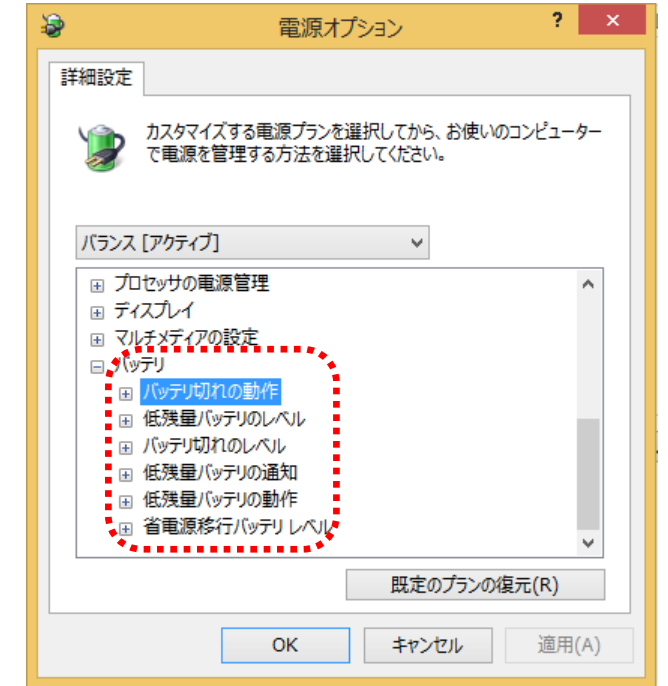 電源オプション
?
×
詳細設定
カスタマイズする電源プランを選択してから、お使いのコンピューター
で電源を管理する方法を選択してください。
バランス [アクティブ]
プロセッサの電源管理
ディスプレイ
マルチメディアの設定
バッテリ
バッテリ切れの動作
低残量バッテリのレベル
バッテリ切れのレベル
低残量バッテリの通知
低残量バッテリの動作
省電源移行バッテリ レベル
既定のプランの復元(R)
OK
キャンセル
適用(A)